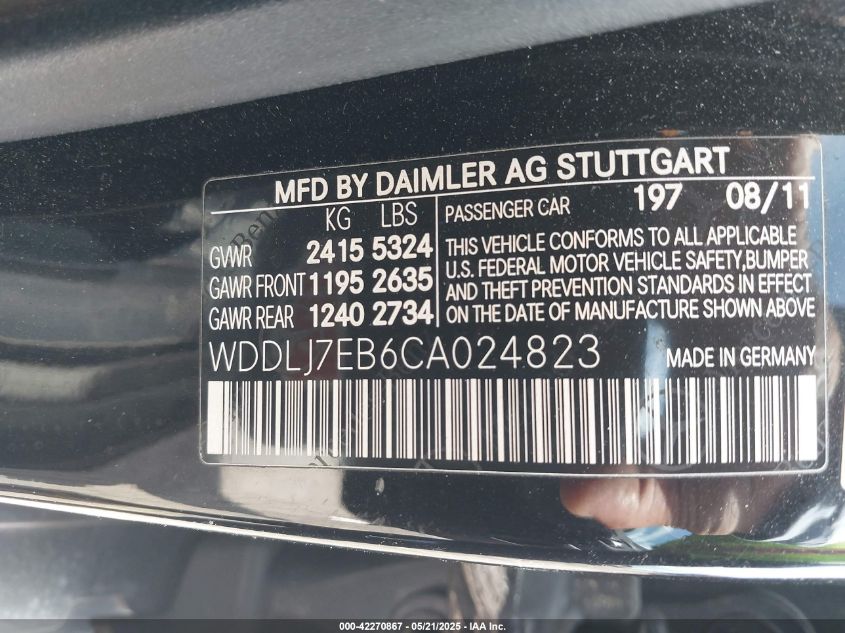 MFD BY DAIMLER AG STUTTGART
KG LBS
GVWR 2415 5324
GAWR FRONT 1195 2635
GAWR REAR 1240 2734
PASSENGER CAR 197 08/11
THIS VEHICLE CONFORMS TO ALL APPLICABLE
U.S. FEDERAL MOTOR VEHICLE SAFETY,BUMPER
AND THEFT PREVENTION STANDARDS IN EFFECT
ON THE DATE OF MANUFACTURE SHOWN ABOVE
WDDLJ7EB6CA024823 MADE IN GERMANY
000-42270867 - 05/21/2025 - IAA Inc.